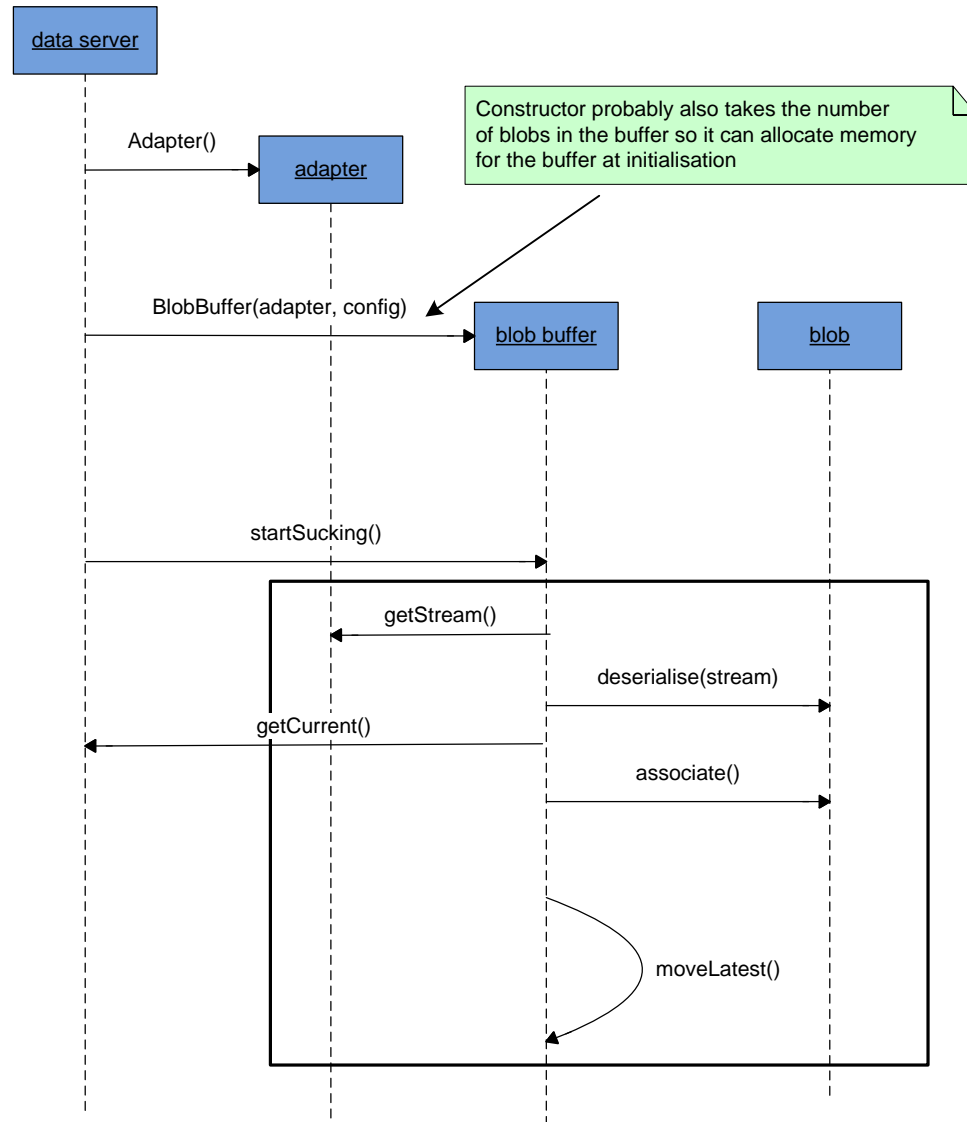 data server
Constructor probably also takes the number
of blobs in the buffer so it can allocate memory
for the buffer at initialisation
Adapter()
adapter
BlobBuffer(adapter, config)
blob buffer
blob
startSucking()
getStream()
deserialise(stream)
getCurrent()
associate()
moveLatest()